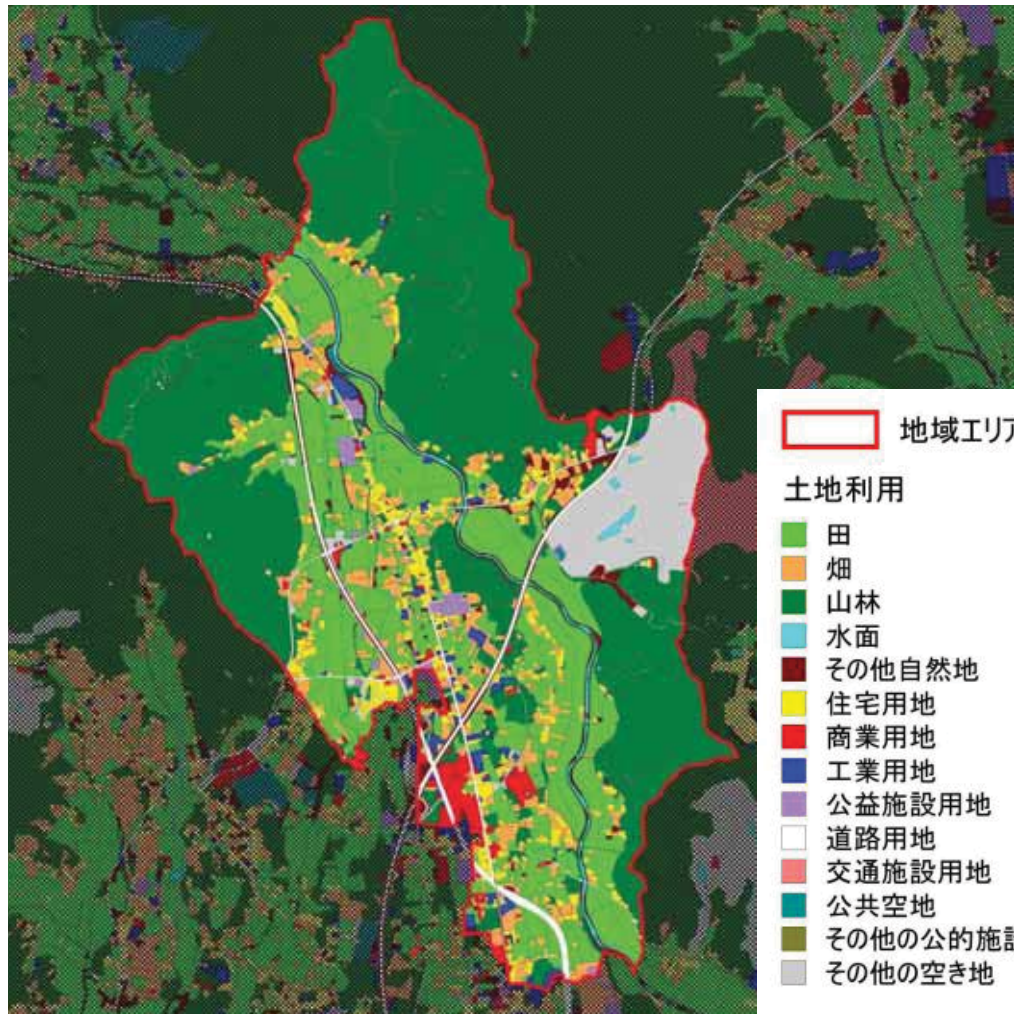 地域エリア
土地利用
田
畑
山林
水面
その他自然地
住宅用地
商業用地
工業用地
公益施設用地
道路用地
交通施設用地
公共空地
その他の公的施設
その他の空き地